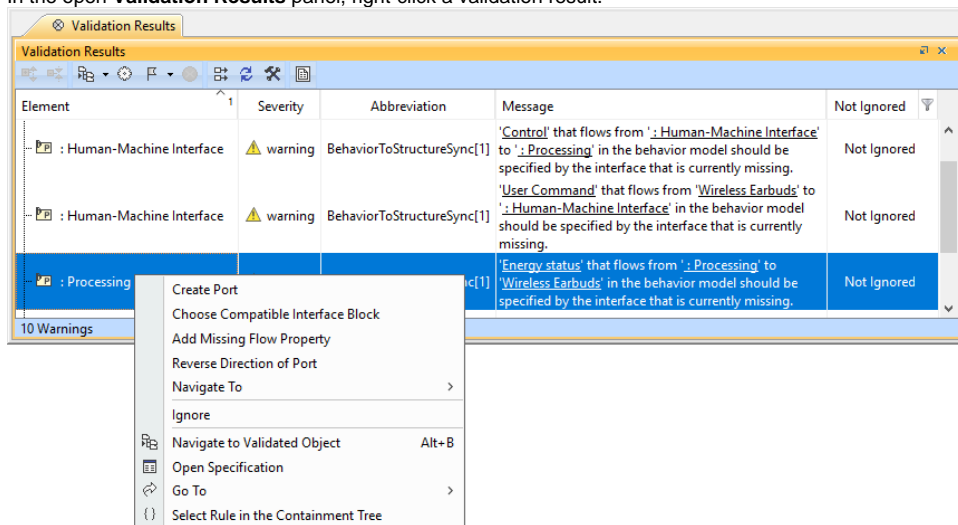 In the open Validation Results panel, right-click a validation result.
Validation Results
Validation Results
Element 1 Severity Abbreviation Message Not Ignored
'Control' that flows from ' : Human-Machine Interface'
: Human-Machine Interface warning BehaviorToStructureSync[1] to ' : Processing' in the behavior model should be Not Ignored
specified by the interface that is currently missing.
'User Command' that flows from 'Wireless Earbuds' to
: Human-Machine Interface warning BehaviorToStructureSync[1] ' : Human-Machine Interface' in the behavior model Not Ignored
should be specified by the interface that is currently
missing.
'Energy status' that flows from ' : Processing' to
: Processing nc[1] 'Wireless Earbuds' in the behavior model should be Not Ignored
specified by the interface that is currently missing.
10 Warnings
Create Port
Choose Compatible Interface Block
Add Missing Flow Property
Reverse Direction of Port
Navigate To
Ignore
Navigate to Validated Object Alt+B
Open Specification
Go To
Select Rule in the Containment Tree